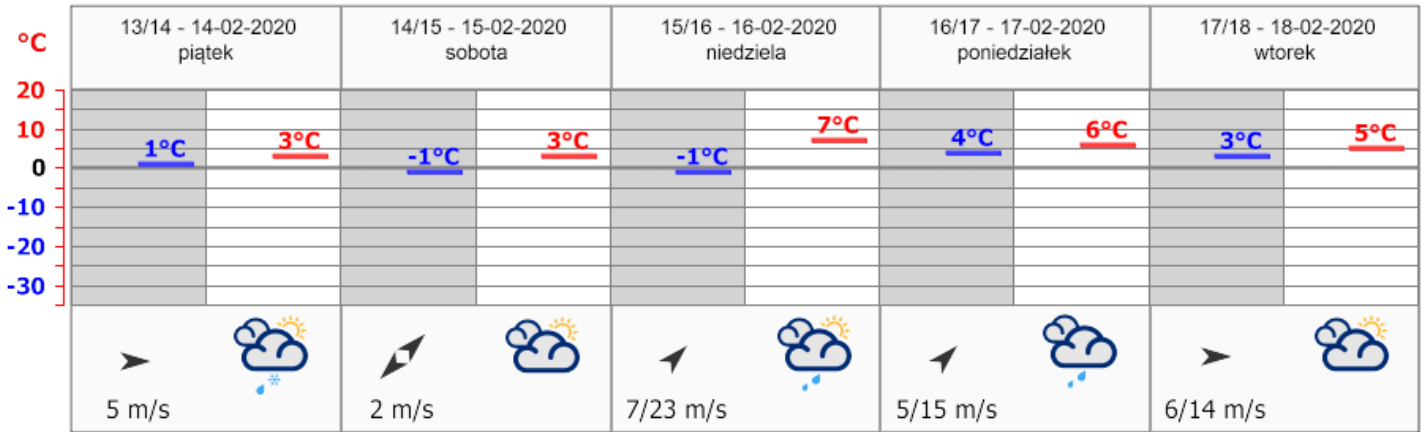 °C
13/14 - 14-02-2020
piątek
14/15 - 15-02-2020
sobota
15/16 - 16-02-2020
niedziela
16/17 - 17-02-2020
poniedziałek
17/18 - 18-02-2020
wtorek
20
10
0
-10
-20
-30
1°C
3°C
-1°C
3°C
-1°C
7°C
4°C
6°C
3°C
5°C
5 m/s
2 m/s
7/23 m/s
5/15 m/s
6/14 m/s